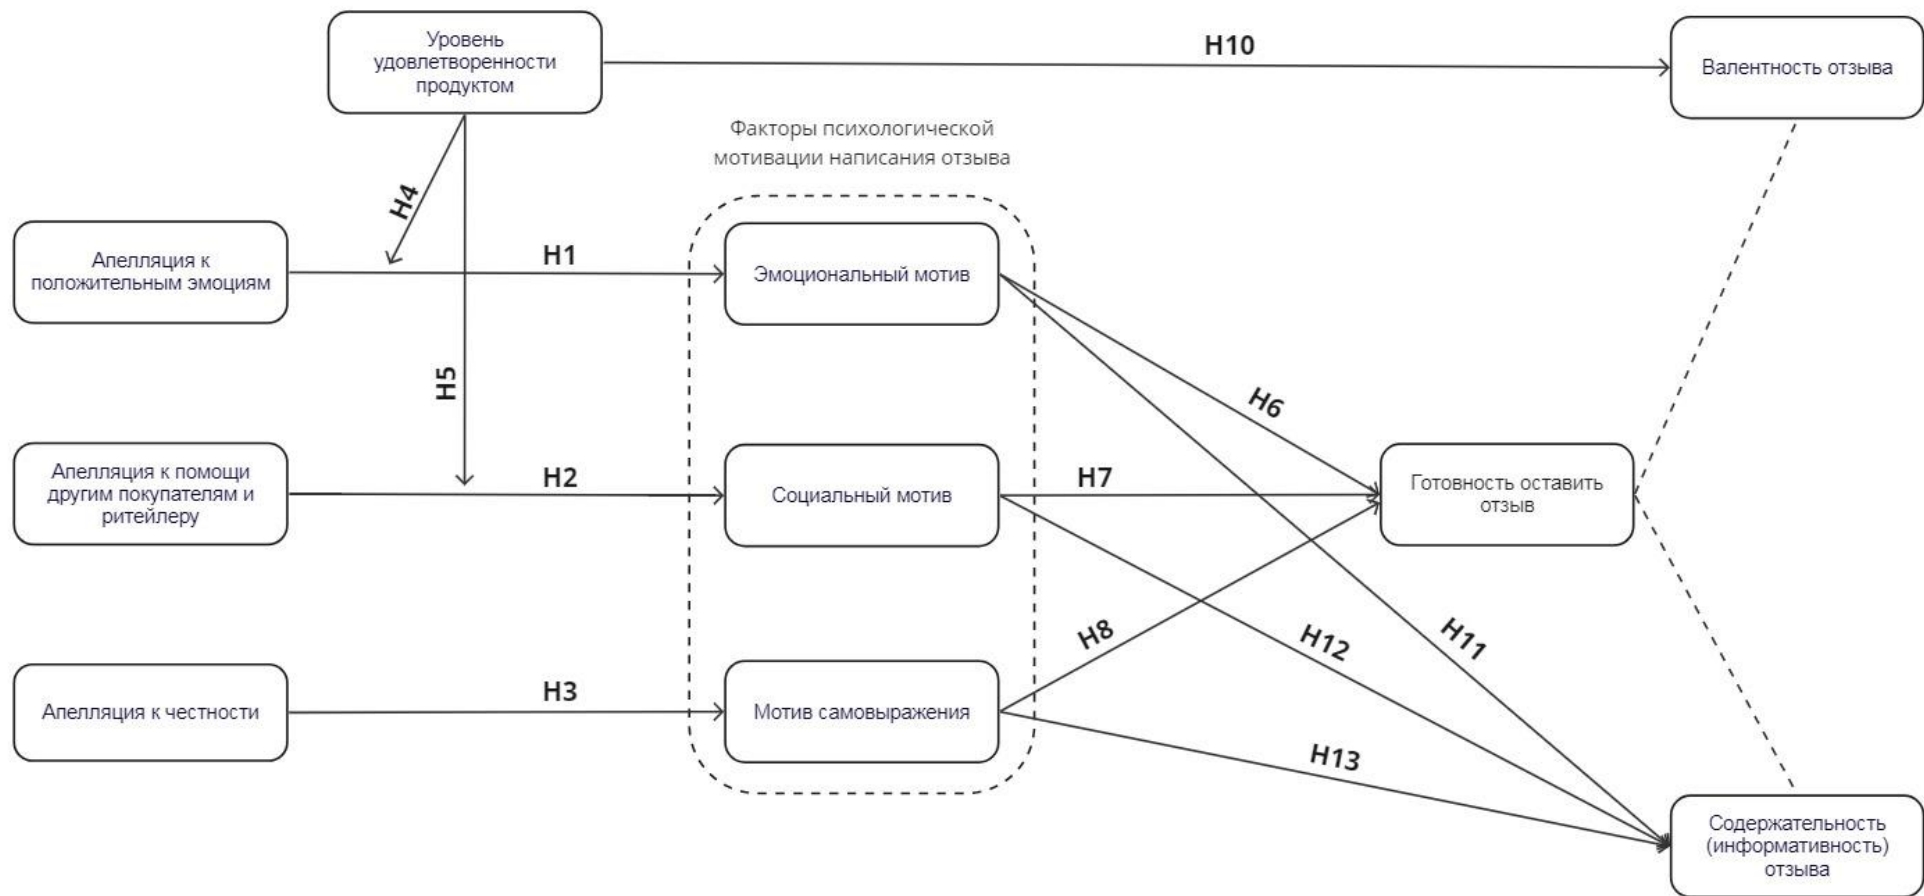 Уровень
удовлетворенности
продуктом
H10
Валентность отзыва
Факторы психологической
мотивации написания отзыва
H4
Апелляция к
положительным эмоциям
H1
Эмоциональный мотив
H5
H6
Апелляция к помощи
другим покупателям и
ритейлеру
H2
Социальный мотив
H7
Готовность оставить
отзыв
H8
H12
H11
Апелляция к честности
H3
Мотив самовыражения
H13
Содержательность
(информативность)
отзыва